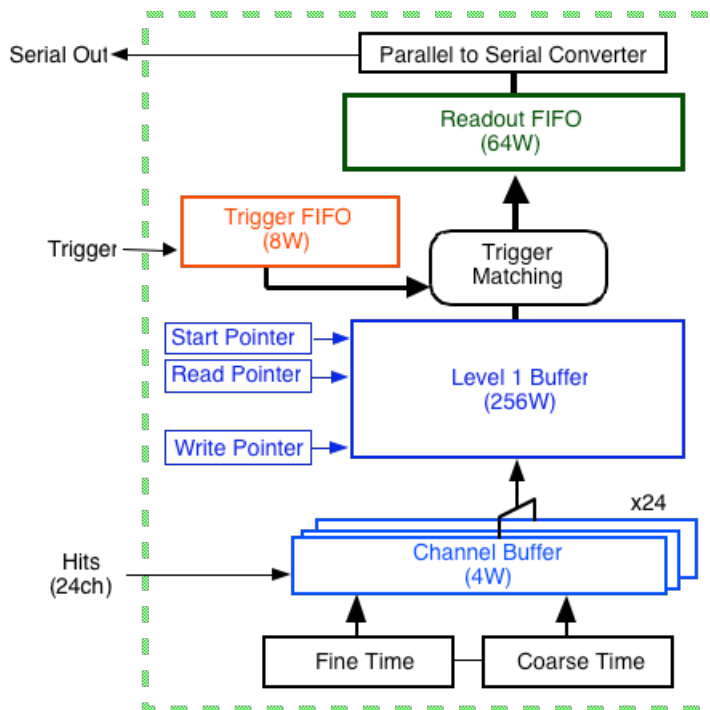 Serial Out
Parallel to Serial Converter
Readout FIFO
(64W)
Trigger FIFO
(8W)
Trigger
Trigger
Matching
Start Pointer
Read Pointer
Level 1 Buffer
(256W)
Write Pointer
x24
Hits
(24ch)
Channel Buffer
(4W)
Fine Time
Coarse Time